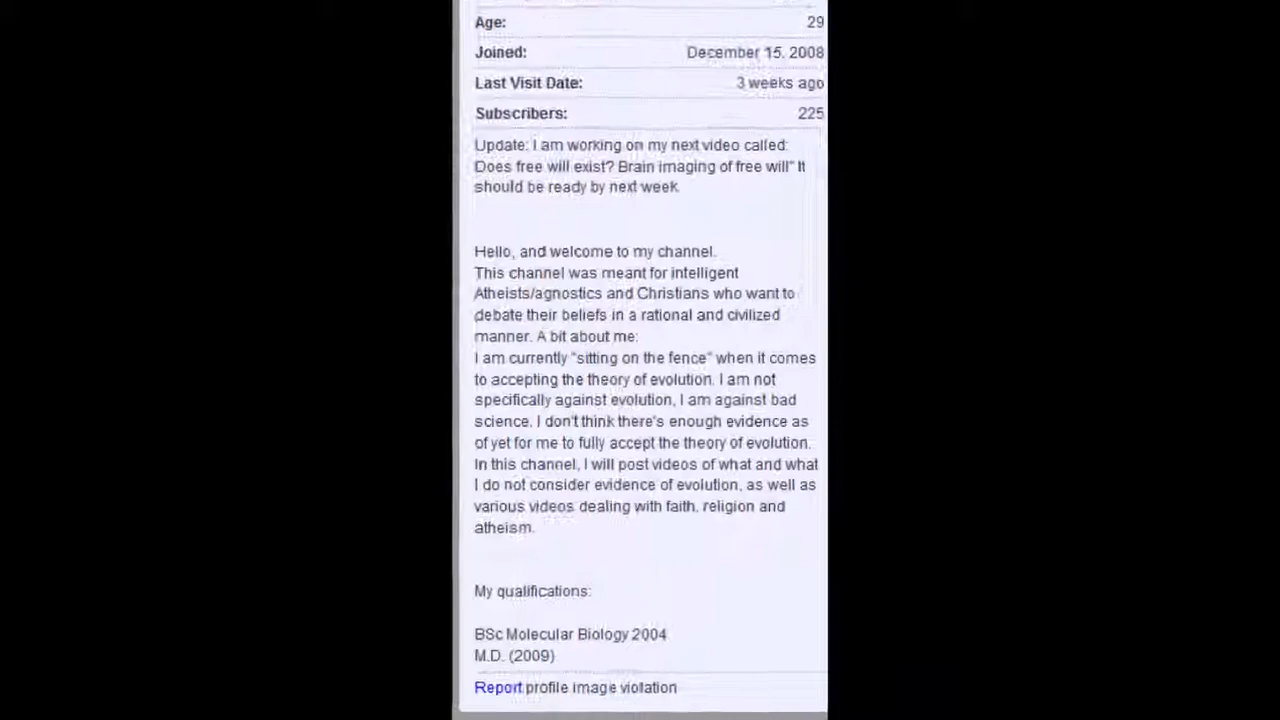 Age: 29
Joined: December 15, 2008
Last Visit Date: 3 weeks ago
Subscribers: 225
Update: I am working on my next video called:
Does free will exist? Brain imaging of free will" It
should be ready by next week.
Hello, and welcome to my channel.
This channel was meant for intelligent
Atheists/agnostics and Christians who want to
debate their beliefs in a rational and civilized
manner. A bit about me:
I am currently "sitting on the fence" when it comes
to accepting the theory of evolution. I am not
specifically against evolution, I am against bad
science. I don't think there's enough evidence as
of yet for me to fully accept the theory of evolution.
In this channel, I will post videos of what and what
I do not consider evidence of evolution, as well as
various videos dealing with faith, religion and
atheism.
My qualifications:
BSc Molecular Biology 2004
M.D. (2009)
Report profile image violation